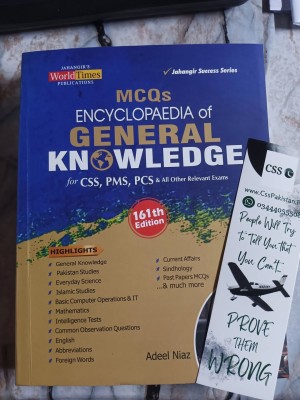 JAHANGIR'S
WorldTimes
PUBLICATIONS
Jahangir Success Series
MCQs
ENCYCLOPAEDIA of
GENERAL
KNOWLEDGE
for CSS, PMS, PCS & All Other Relevant Exams
161th
Edition
HIGHLIGHTS
General Knowledge
Pakistan Studies
Everyday Science
Islamic Studies
Basic Computer Operations & IT
Mathematics
Intelligence Tests
Common Observation Questions
English
Abbreviations
Foreign Words
Current Affairs
Sindhology
Past Papers MCQs
...& much more
Adeel Niaz
CSS
www.CssPakistan.
People Will Try
to Tell You that
You Can't...
PROVE
THEM
WRONG